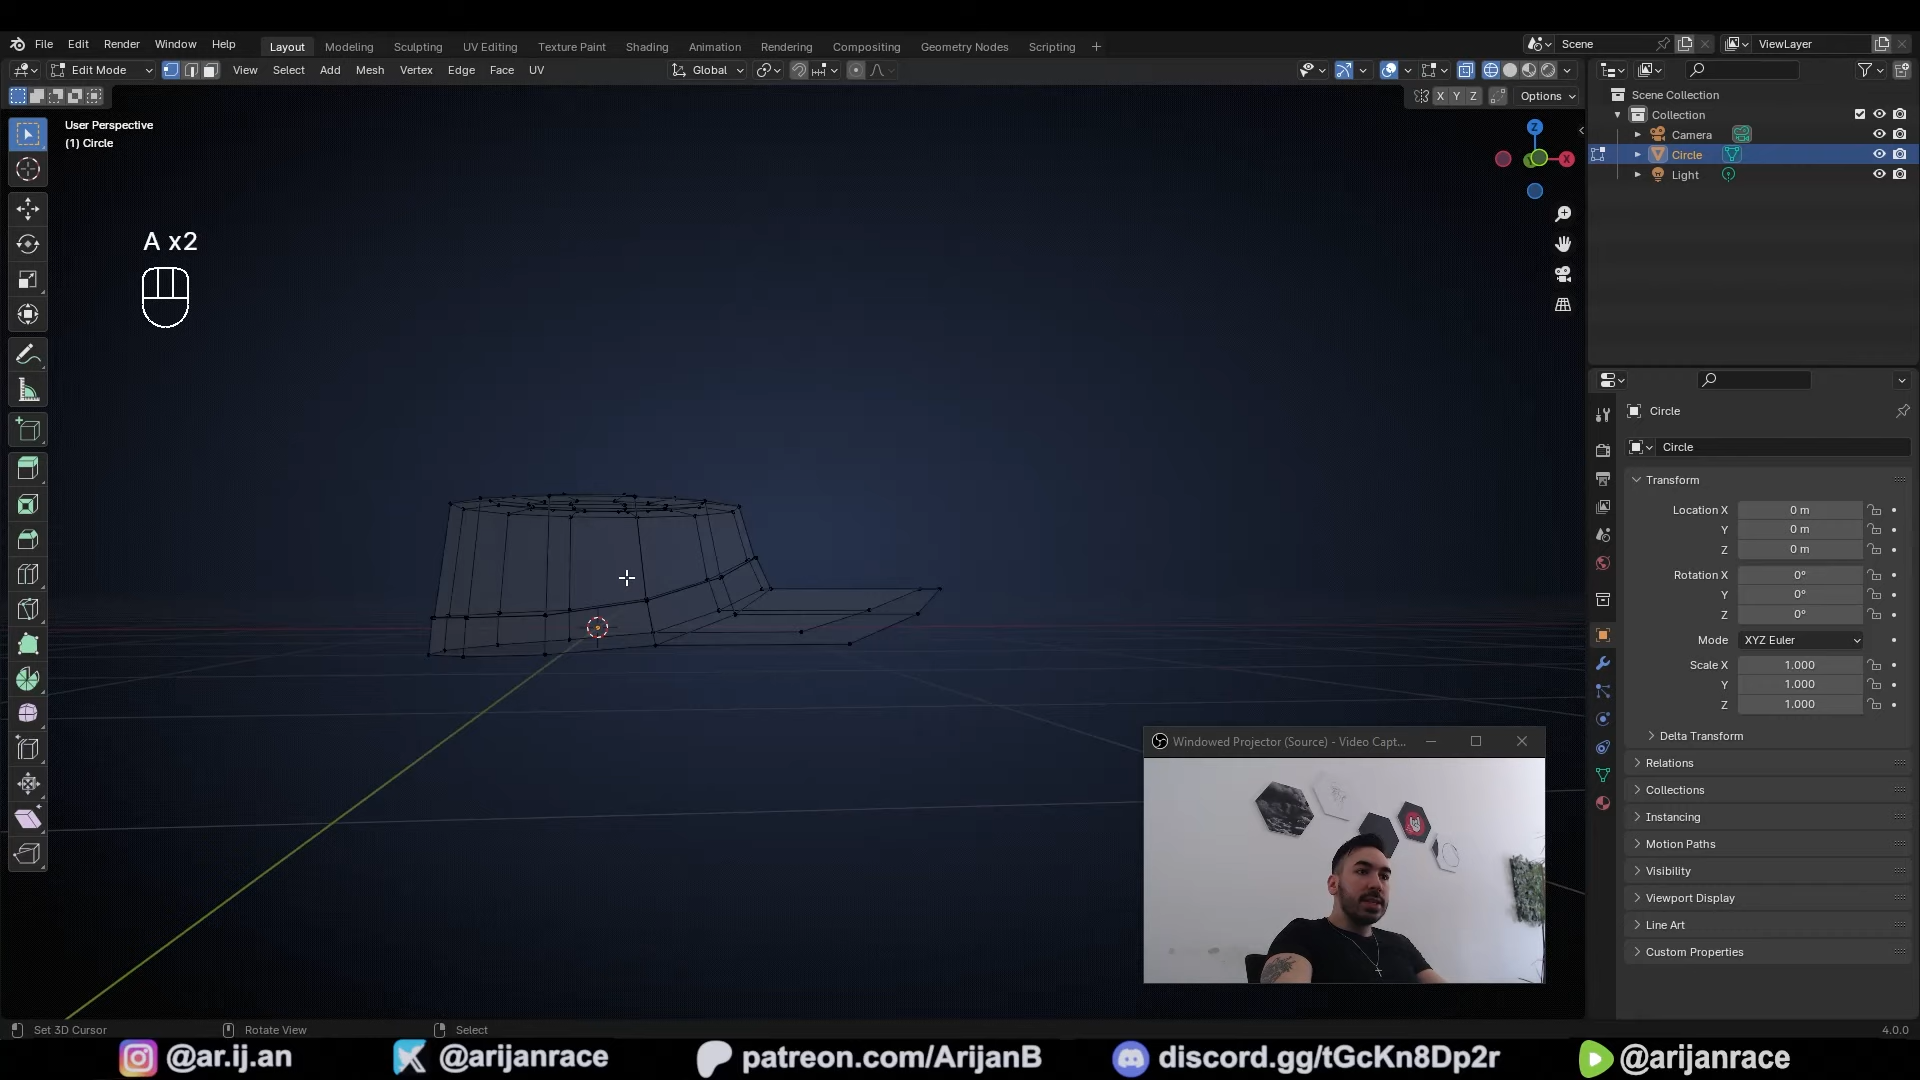 File Edit Render Window Help
Layout Modeling Sculpting UV Editing Texture Paint Shading Animation Rendering Compositing Geometry Nodes Scripting +
Scene
ViewLayer
Edit Mode View Select Add Mesh Vertex Edge Face UV
Global
X Y Z Options
User Perspective
(1) Circle
Z
X
A x2
Scene Collection
Collection
Camera
Circle
Light
Circle
Circle
Transform
Location X 0 m
Y 0 m
Z 0 m
Rotation X 0°
Y 0°
Z 0°
Mode XYZ Euler
Scale X 1.000
Y 1.000
Z 1.000
Delta Transform
Relations
Collections
Instancing
Motion Paths
Visibility
Viewport Display
Line Art
Custom Properties
Windowed Projector (Source) - Video Capt...
Set 3D Cursor Rotate View Select 4.0.0
@ar.ij.an @arijanrace patreon.com/ArijanB discord.gg/tGcKn8Dp2r @arijanrace